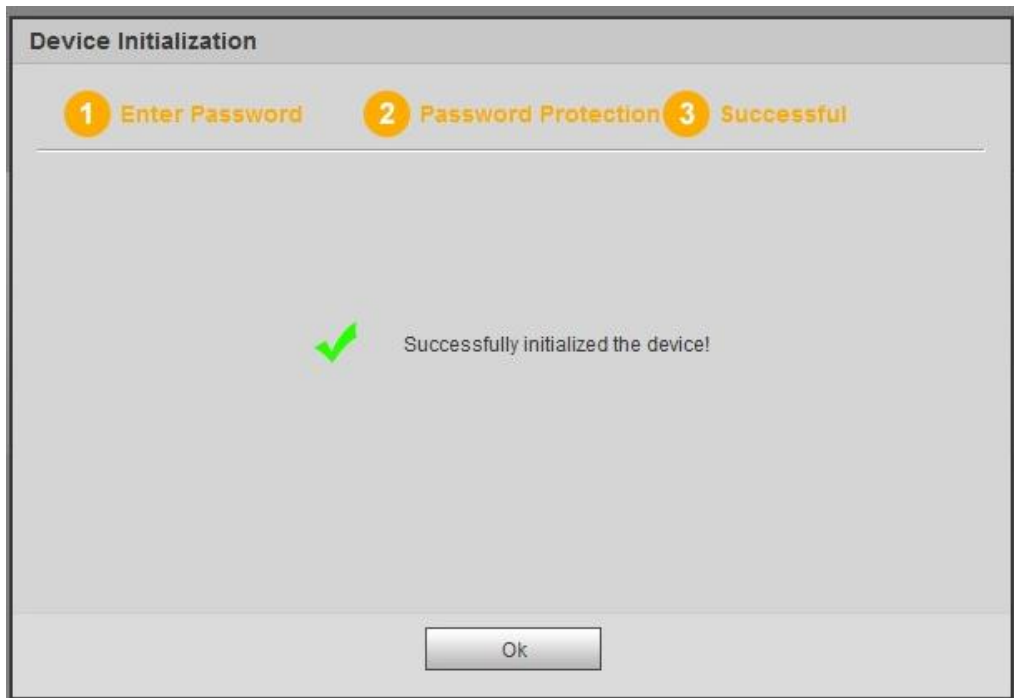 Device Initialization
1 Enter Password 2 Password Protection 3 Successful
Successfully initialized the device!
Ok